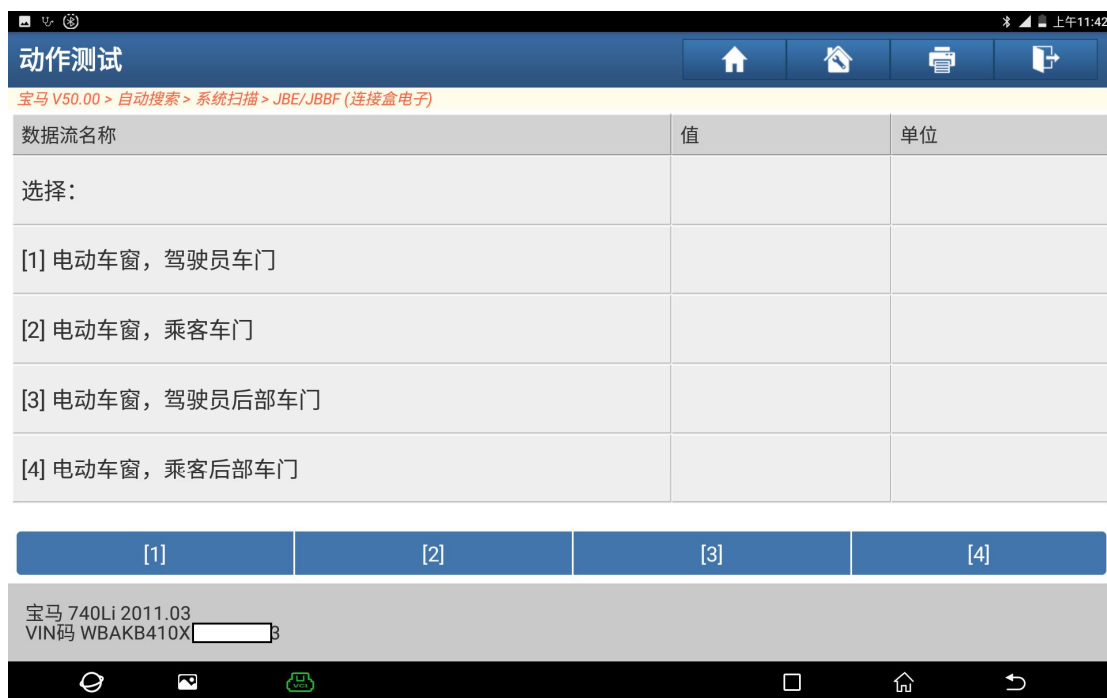 上午11:42
动作测试
宝马 V50.00 > 自动搜索 > 系统扫描 > JBE/JBBF (连接盒电子)
数据流名称 值 单位
选择：
[1] 电动车窗，驾驶员车门
[2] 电动车窗，乘客车门
[3] 电动车窗，驾驶员后部车门
[4] 电动车窗，乘客后部车门
[1] [2] [3] [4]
宝马 740Li 2011.03
VIN码 WBAKB410X 3
VCI